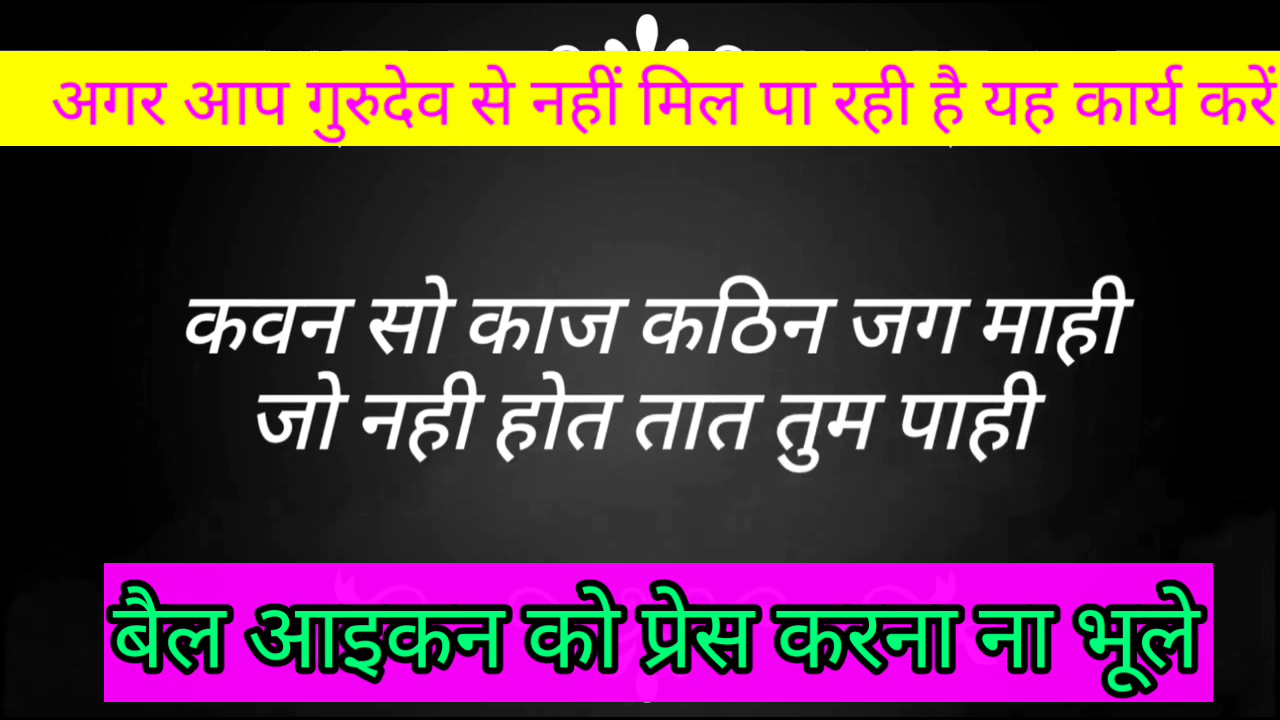 अगर आप गुरुदेव से नहीं मिल पा रही है यह कार्य करें
कवन सो काज कठिन जग माही
जो नही होत तात तुम पाही
बैल आइकन को प्रेस करना ना भूले